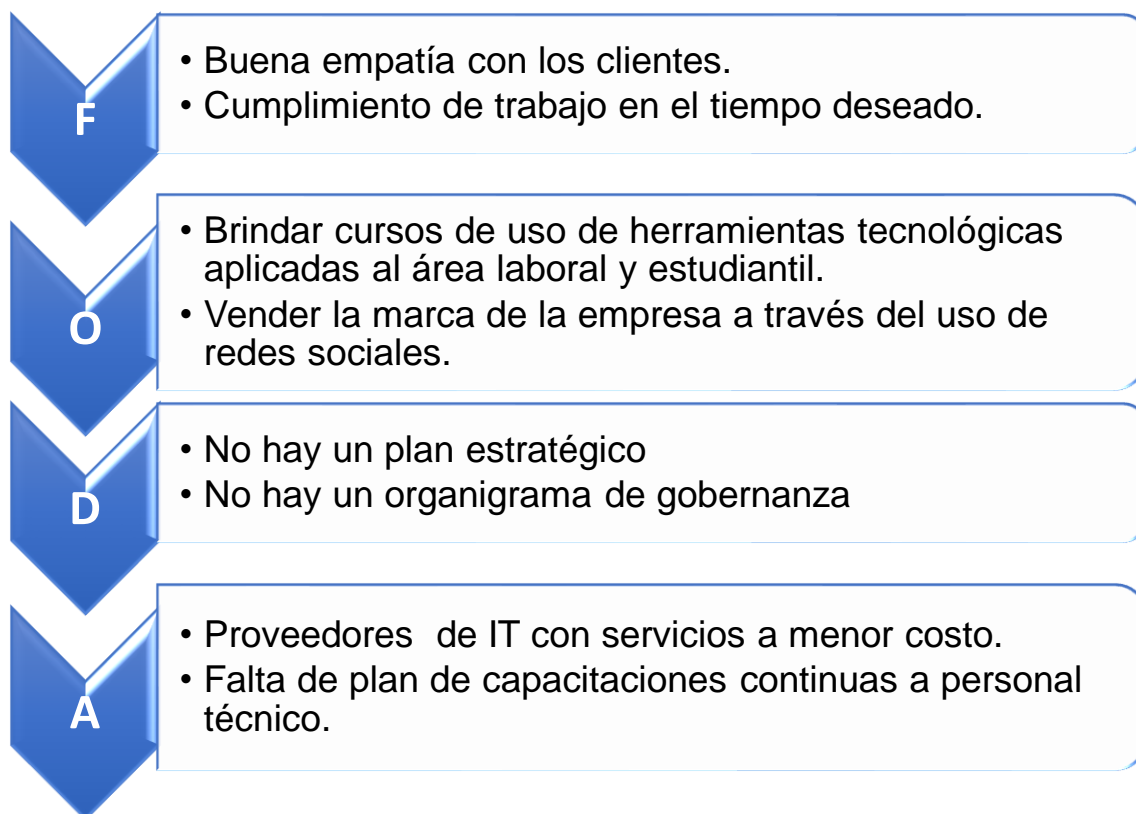 F
• Buena empatía con los clientes.
• Cumplimiento de trabajo en el tiempo deseado.
O
• Brindar cursos de uso de herramientas tecnológicas
aplicadas al área laboral y estudiantil.
• Vender la marca de la empresa a través del uso de
redes sociales.
D
• No hay un plan estratégico
• No hay un organigrama de gobernanza
A
• Proveedores  de IT con servicios a menor costo.
• Falta de plan de capacitaciones continuas a personal
técnico.